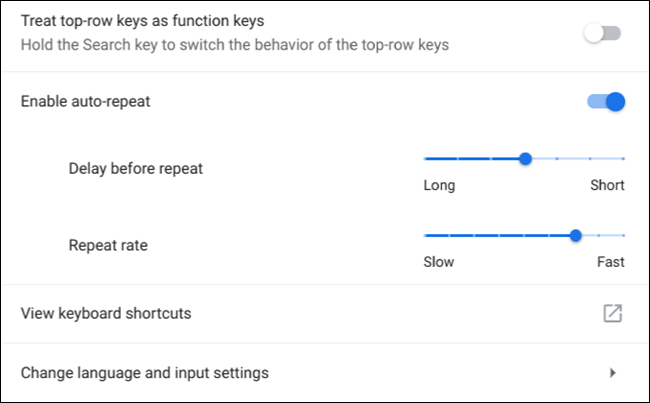 Treat top-row keys as function keys
Hold the Search key to switch the behavior of the top-row keys
Enable auto-repeat
Delay before repeat
Long Short
Repeat rate
Slow Fast
View keyboard shortcuts
Change language and input settings